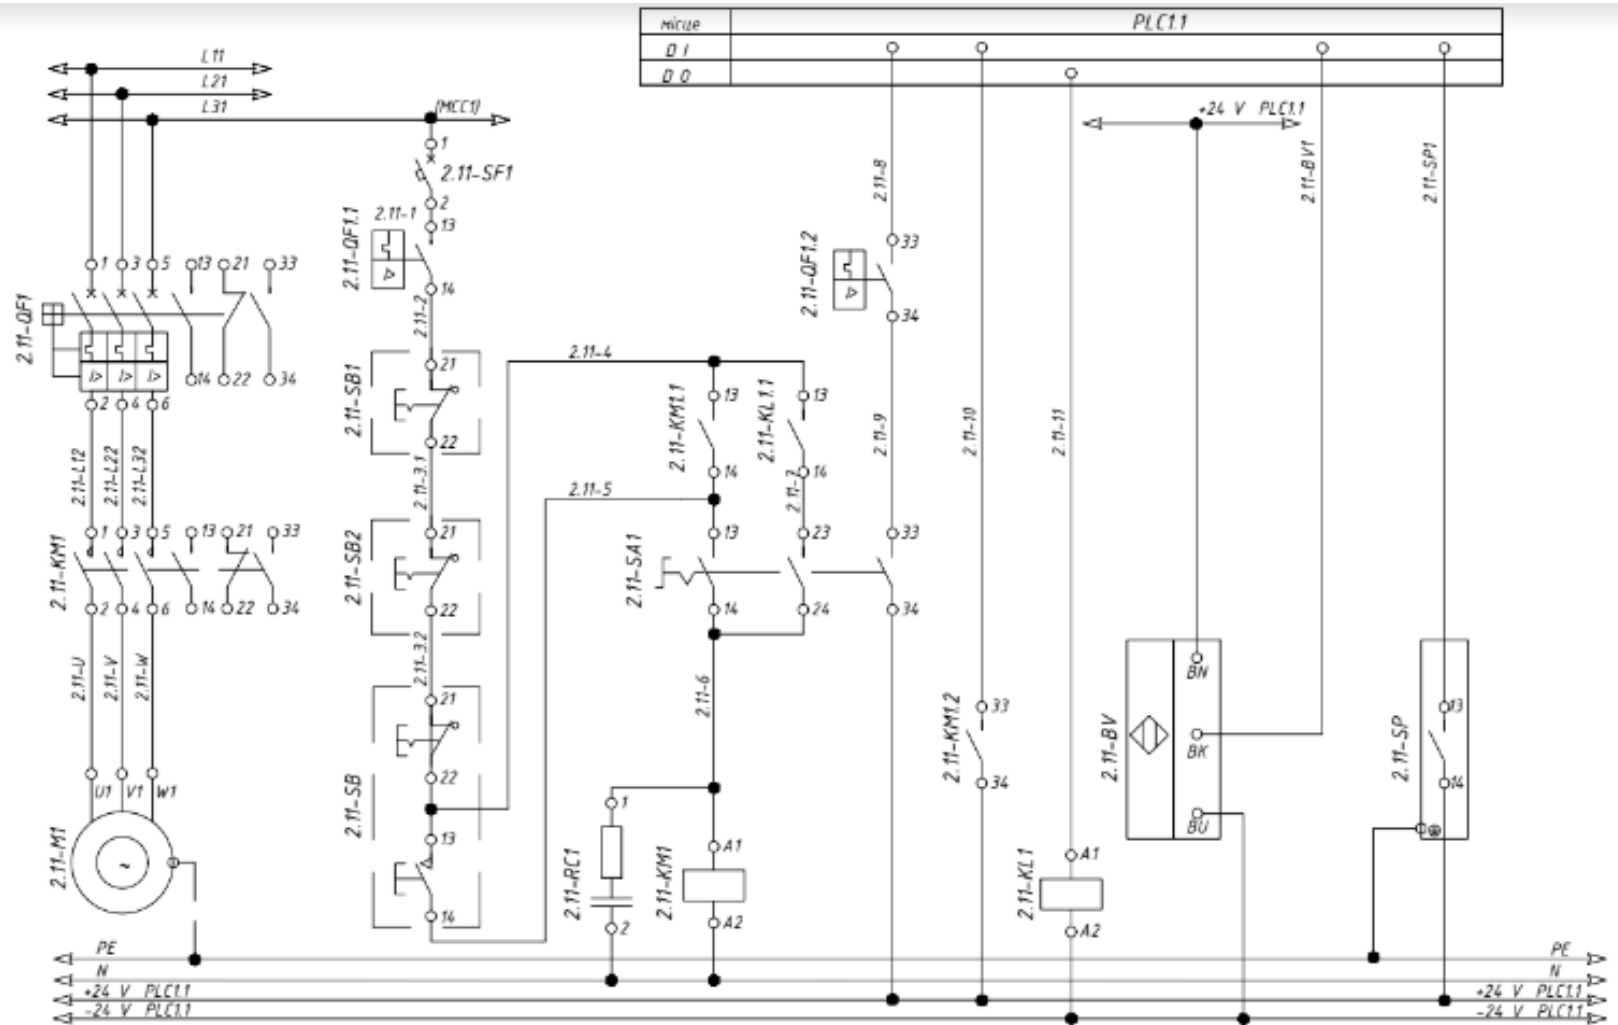 місце PLC1.1
D I
D O
L11
L21
L31 (MCC1)
+24 V PLC1.1
1
2.11-SF1
2
2.11-1
13
2.11-QF1.1
14
2.11-2
2.11-8
2.11-BV1
2.11-SP1
2.11-QF1.2
33
34
1 3 5 13 21 33
2.11-QF1
I> I> I>
14 22 34
2 4 6
2.11-L12
2.11-L22
2.11-L32
21
2.11-SB1
22
2.11-3.1
2.11-4
13 13
2.11-KM1.1
2.11-KL1.1
14 14
2.11-7
2.11-9
2.11-10
2.11-11
2.11-5
1 3 5 13 21 33
2.11-KM1
2 4 6 14 22 34
21
2.11-SB2
22
2.11-3.2
13 23 33
2.11-SA1
14 24 34
2.11-U
2.11-V
2.11-W
2.11-6
21
22
2.11-SB
13
14
33
2.11-KM1.2
34
BN
2.11-BV
BK
BU
13
2.11-SP
14
U1 V1 W1
2.11-M1
~
1
2.11-RC1
2
A1
2.11-KM1
A2
A1
2.11-KL1
A2
PE PE
N N
+24 V PLC1.1 +24 V PLC1.1
-24 V PLC1.1 -24 V PLC1.1